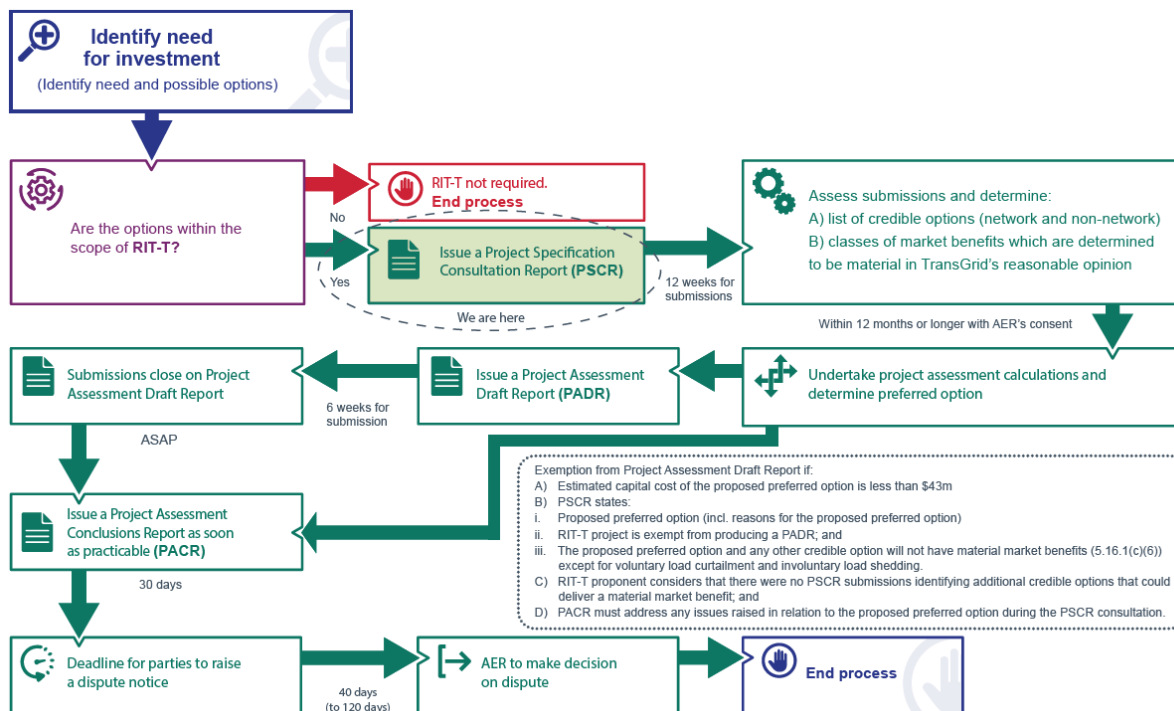 Identify need
for investment
(Identify need and possible options)
Are the options within the
scope of RIT-T?
No
Yes
RIT-T not required.
End process
Issue a Project Specification
Consultation Report (PSCR)
We are here
12 weeks for
submissions
Assess submissions and determine:
A) list of credible options (network and non-network)
B) classes of market benefits which are determined
to be material in TransGrid's reasonable opinion
Within 12 months or longer with AER's consent
Undertake project assessment calculations and
determine preferred option
Issue a Project Assessment
Draft Report (PADR)
6 weeks for
submission
Submissions close on Project
Assessment Draft Report
ASAP
Exemption from Project Assessment Draft Report if:
A) Estimated capital cost of the proposed preferred option is less than $43m
B) PSCR states:
i. Proposed preferred option (incl. reasons for the proposed preferred option)
ii. RIT-T project is exempt from producing a PADR; and
iii. The proposed preferred option and any other credible option will not have material market benefits (5.16.1(c)(6))
except for voluntary load curtailment and involuntary load shedding.
C) RIT-T proponent considers that there were no PSCR submissions identifying additional credible options that could
deliver a material market benefit; and
D) PACR must address any issues raised in relation to the proposed preferred option during the PSCR consultation.
Issue a Project Assessment
Conclusions Report as soon
as practicable (PACR)
30 days
Deadline for parties to raise
a dispute notice
40 days
(to 120 days)
AER to make decision
on dispute
End process